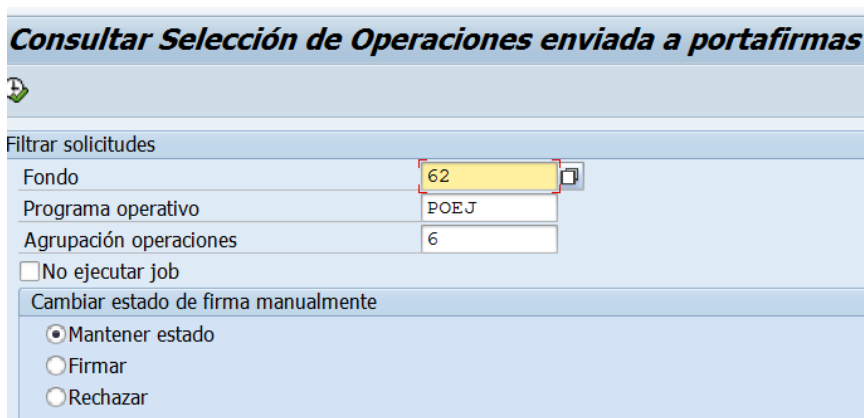 Consultar Selección de Operaciones enviada a portafirmas
Filtrar solicitudes
Fondo 62
Programa operativo POEJ
Agrupación operaciones 6
No ejecutar job
Cambiar estado de firma manualmente
Mantener estado
Firmar
Rechazar